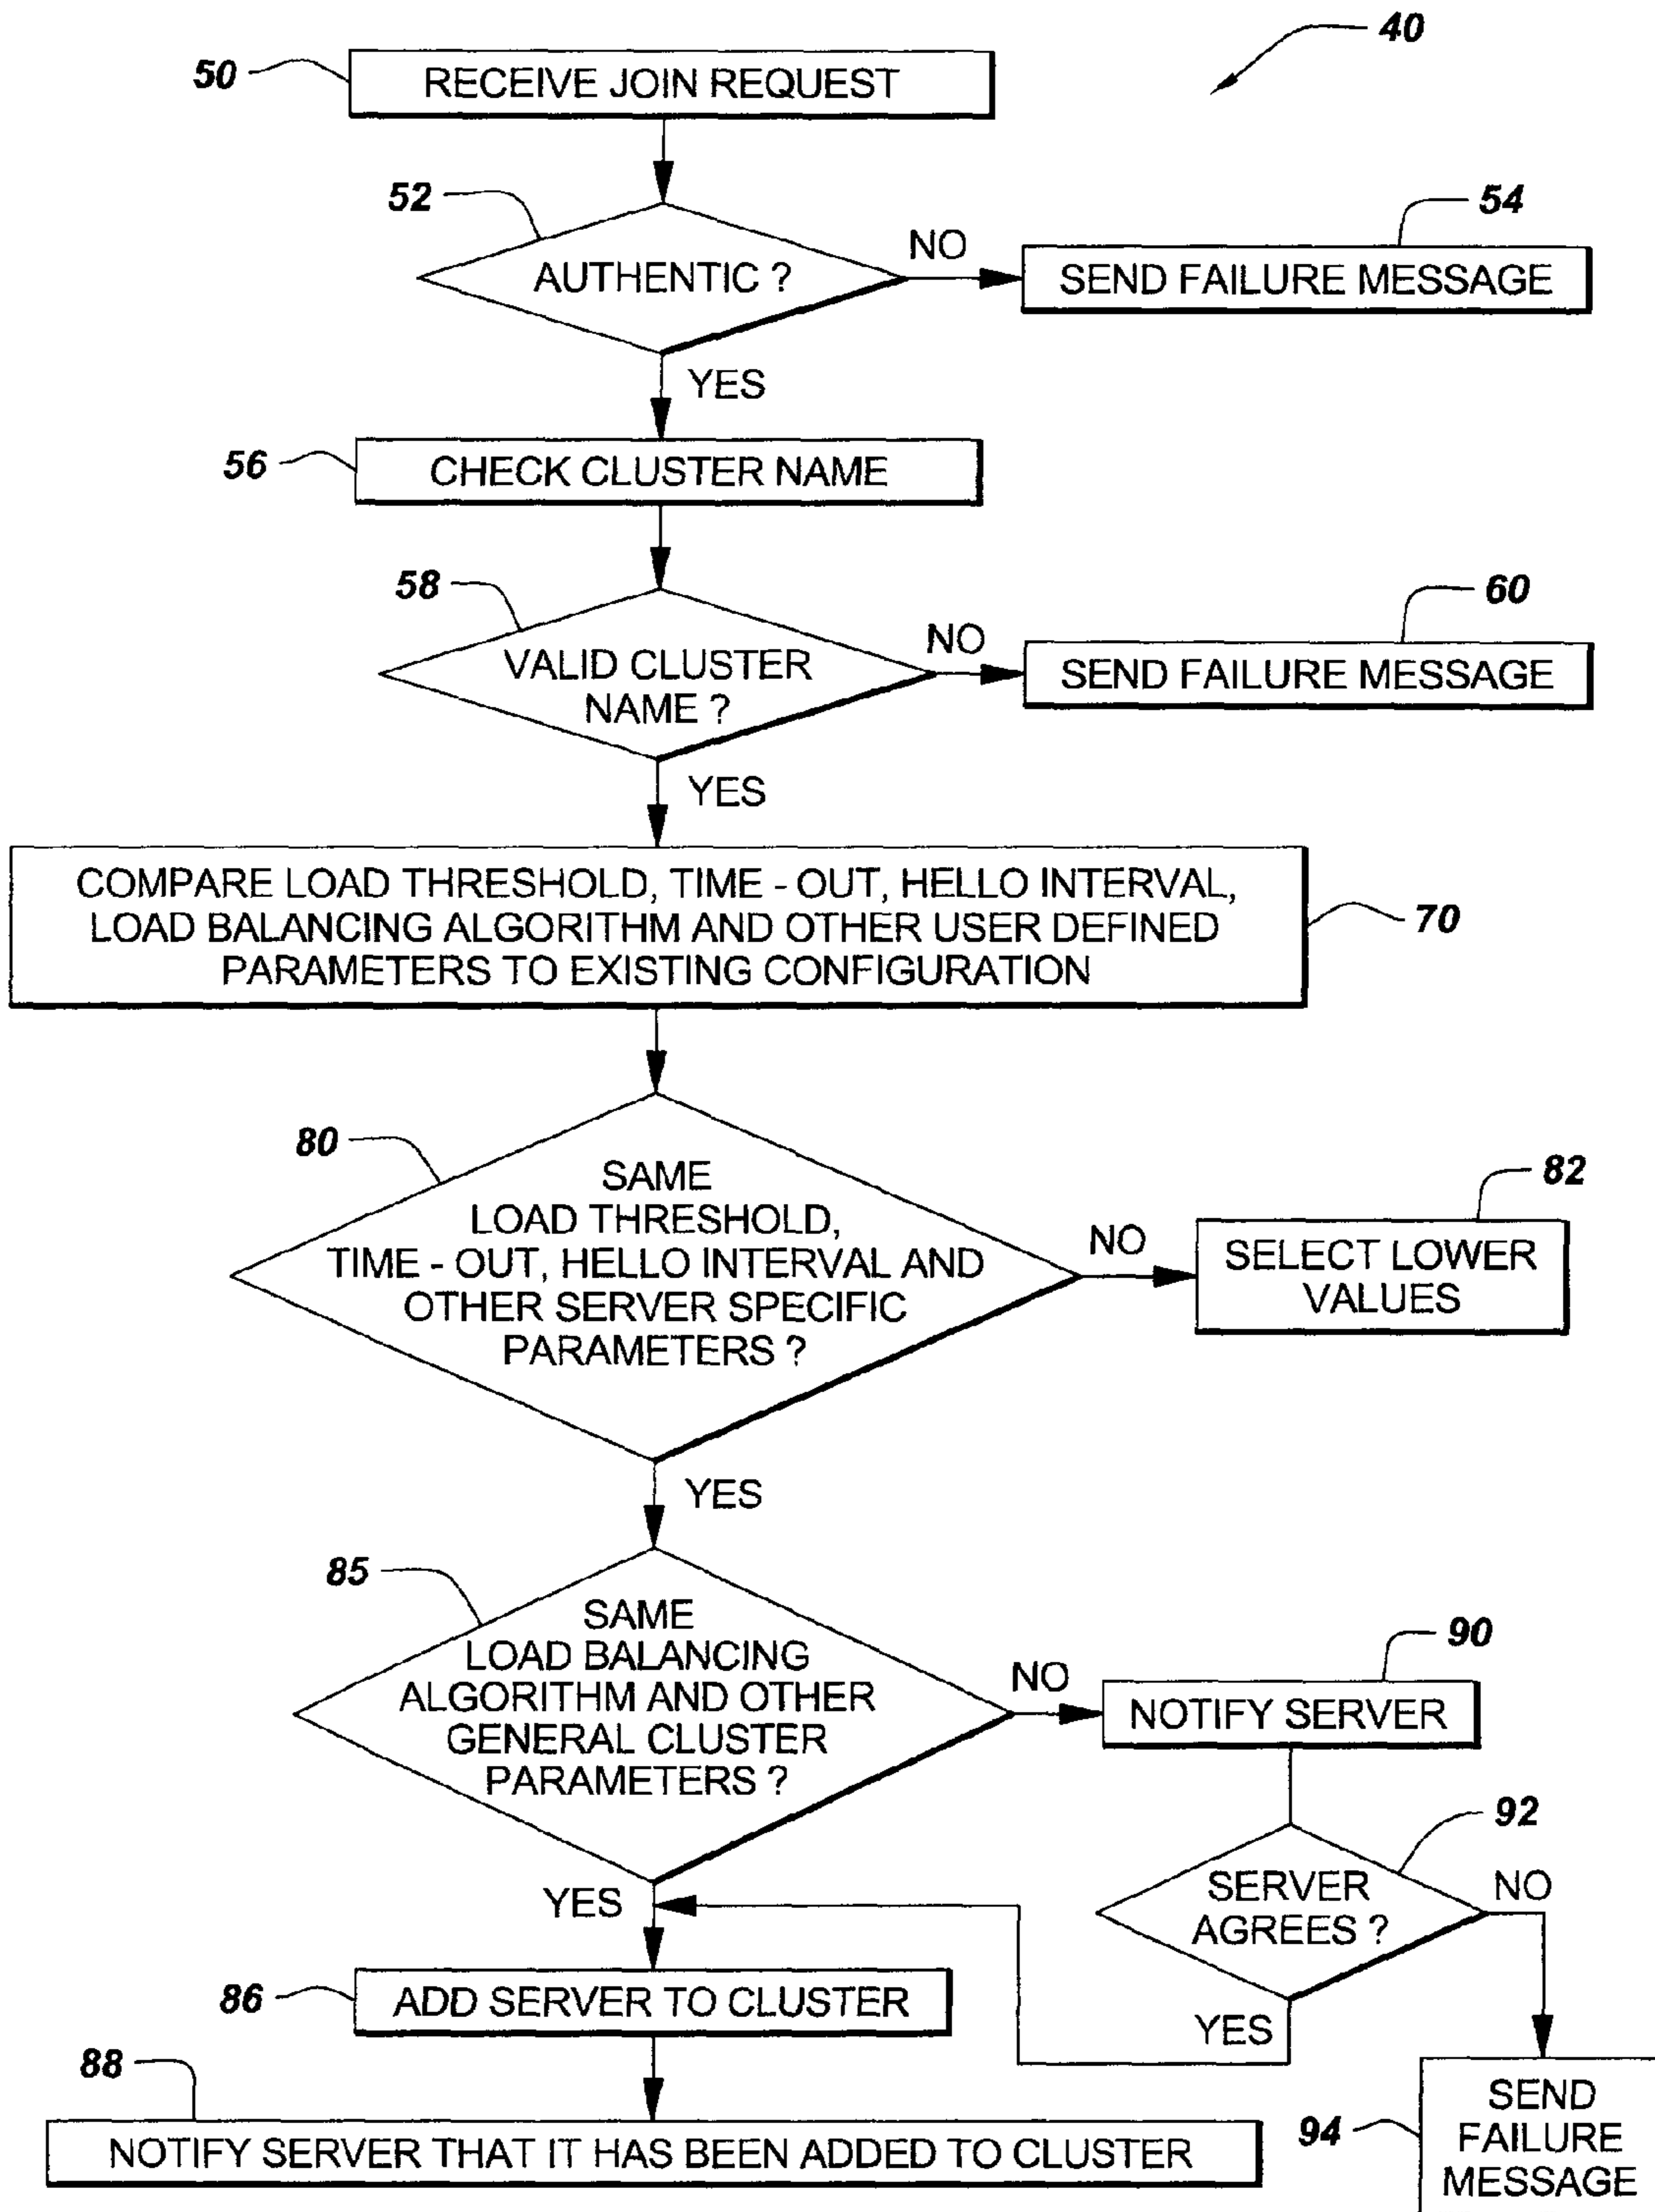 40
50
RECEIVE JOIN REQUEST
52
AUTHENTIC ?
NO
54
SEND FAILURE MESSAGE
YES
56
CHECK CLUSTER NAME
58
VALID CLUSTER
NAME ?
NO
60
SEND FAILURE MESSAGE
YES
COMPARE LOAD THRESHOLD, TIME - OUT, HELLO INTERVAL,
LOAD BALANCING ALGORITHM AND OTHER USER DEFINED
PARAMETERS TO EXISTING CONFIGURATION
70
80
SAME
LOAD THRESHOLD,
TIME - OUT, HELLO INTERVAL AND
OTHER SERVER SPECIFIC
PARAMETERS ?
NO
82
SELECT LOWER
VALUES
YES
85
SAME
LOAD BALANCING
ALGORITHM AND OTHER
GENERAL CLUSTER
PARAMETERS ?
NO
90
NOTIFY SERVER
92
SERVER
AGREES ?
NO
YES
YES
86
ADD SERVER TO CLUSTER
88
NOTIFY SERVER THAT IT HAS BEEN ADDED TO CLUSTER
94
SEND
FAILURE
MESSAGE